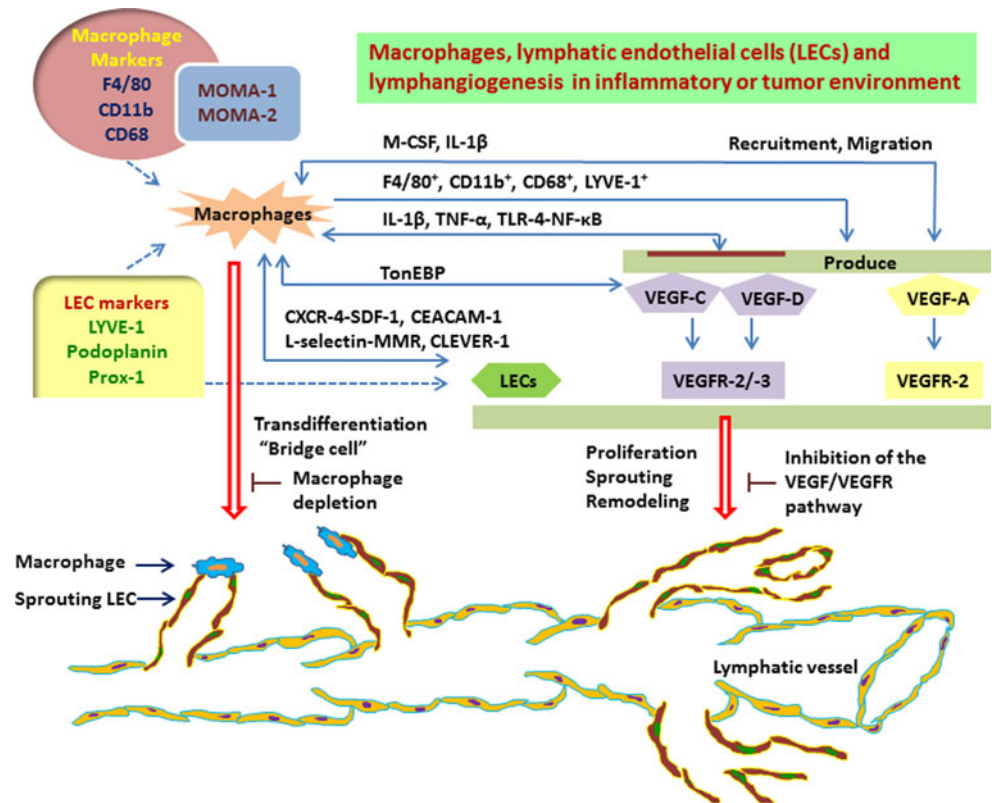 Macrophage
Markers
F4/80
CD11b
CD68
MOMA-1
MOMA-2
Macrophages, lymphatic endothelial cells (LECs) and
lymphangiogenesis in inflammatory or tumor environment
M-CSF, IL-1β
Recruitment, Migration
F4/80⁺, CD11b⁺, CD68⁺, LYVE-1⁺
Macrophages
IL-1β, TNF-α, TLR-4-NF-κB
Produce
TonEBP
VEGF-C
VEGF-D
VEGF-A
LEC markers
LYVE-1
Podoplanin
Prox-1
CXCR-4-SDF-1, CEACAM-1
L-selectin-MMR, CLEVER-1
LECs
VEGFR-2/-3
VEGFR-2
Transdifferentiation
“Bridge cell”
Macrophage
depletion
Proliferation
Sprouting
Remodeling
Inhibition of the
VEGF/VEGFR
pathway
Macrophage
Sprouting LEC
Lymphatic vessel